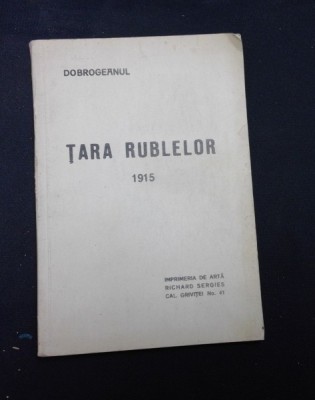 DOBROGEANUL
ȚARA RUBLELOR
1915
IMPRIMERIA DE ARTĂ
RICHARD SERGIES
CAL. GRIVIȚEI No. 41